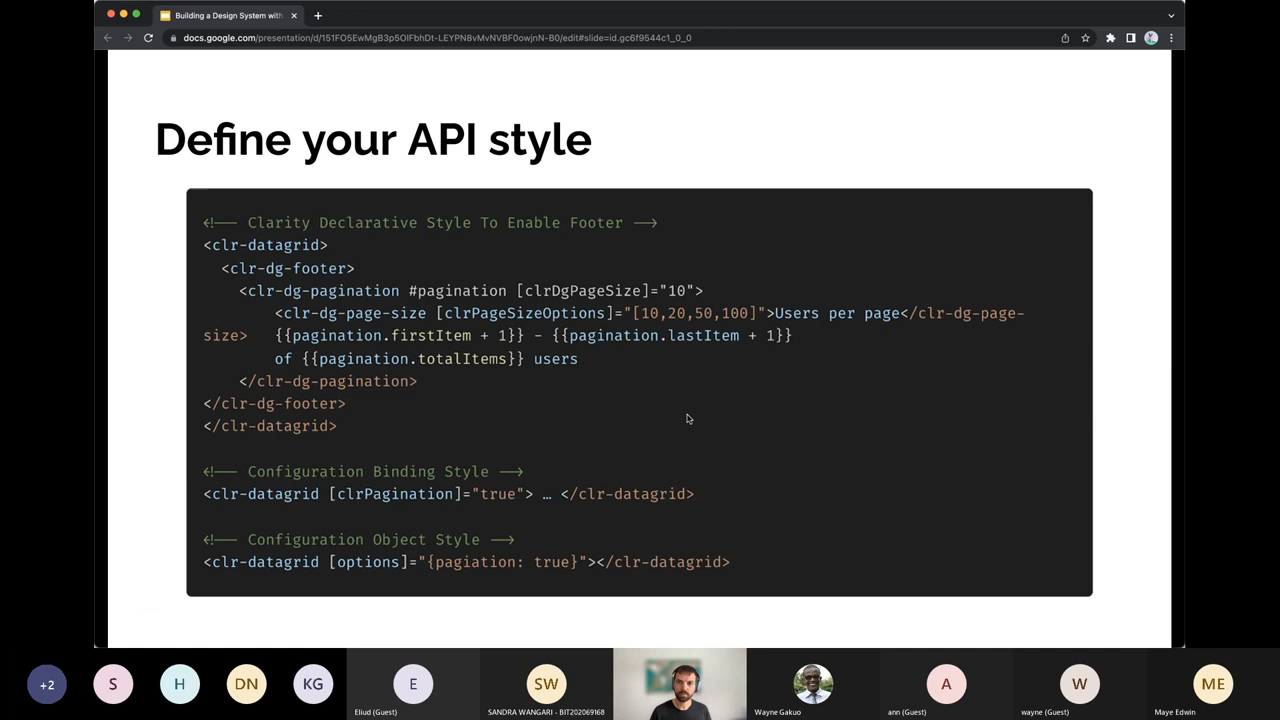 Building a Design System with
docs.google.com/presentation/d/151FO5EwMgB3p5OIFbhDt-LEYPN8vMvNVBF0owjnN-B0/edit#slide=id.gc6f9544c1_0_0
Define your API style
<!-- Clarity Declarative Style To Enable Footer -->
<clr-datagrid>
<clr-dg-footer>
<clr-dg-pagination #pagination [clrDgPageSize]="10">
<clr-dg-page-size [clrPageSizeOptions]="[10,20,50,100]">Users per page</clr-dg-page-
size> {{pagination.firstItem + 1}} - {{pagination.lastItem + 1}}
of {{pagination.totalItems}} users
</clr-dg-pagination>
</clr-dg-footer>
</clr-datagrid>
<!-- Configuration Binding Style -->
<clr-datagrid [clrPagination]="true"> … </clr-datagrid>
<!-- Configuration Object Style -->
<clr-datagrid [options]="{pagiation: true}"></clr-datagrid>
+2
S
H
DN
KG
E
SW
A
W
ME
Eliud (Guest)
SANDRA WANGARI - BIT202069168
Wayne Gakuo
ann (Guest)
wayne (Guest)
Maye Edwin